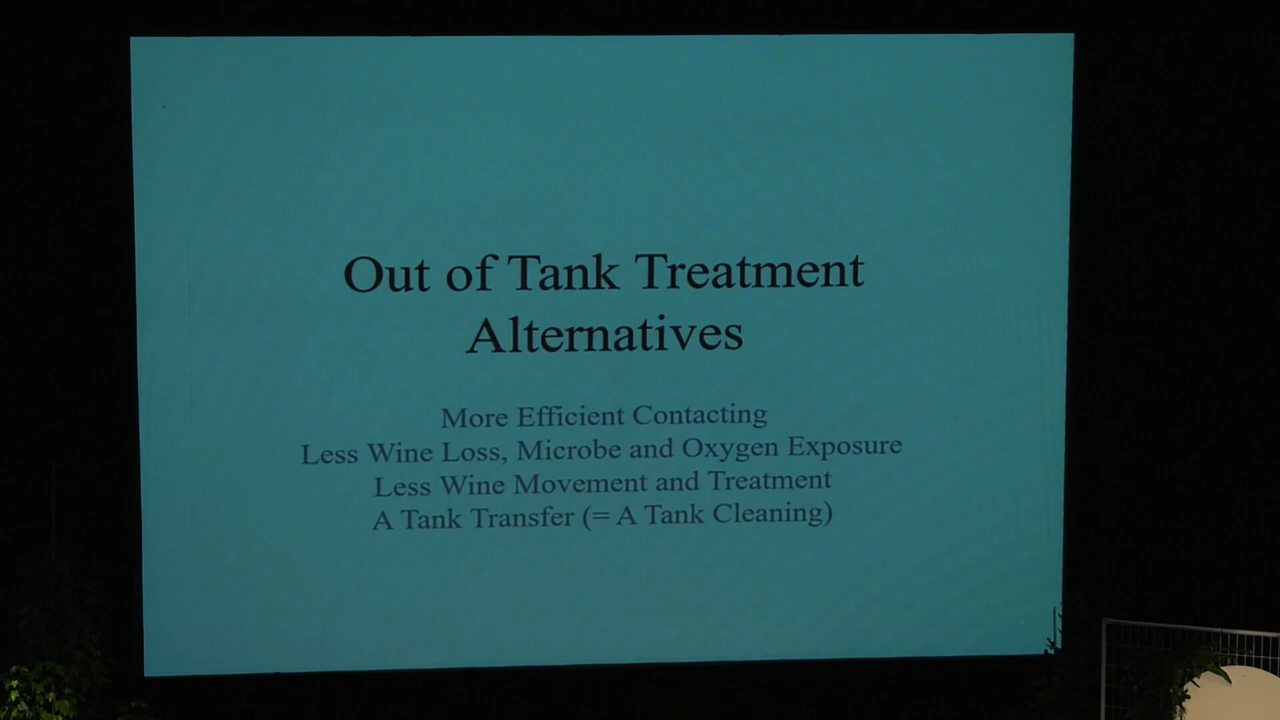 Out of Tank Treatment
Alternatives
More Efficient Contacting
Less Wine Loss, Microbe and Oxygen Exposure
Less Wine Movement and Treatment
A Tank Transfer (= A Tank Cleaning)